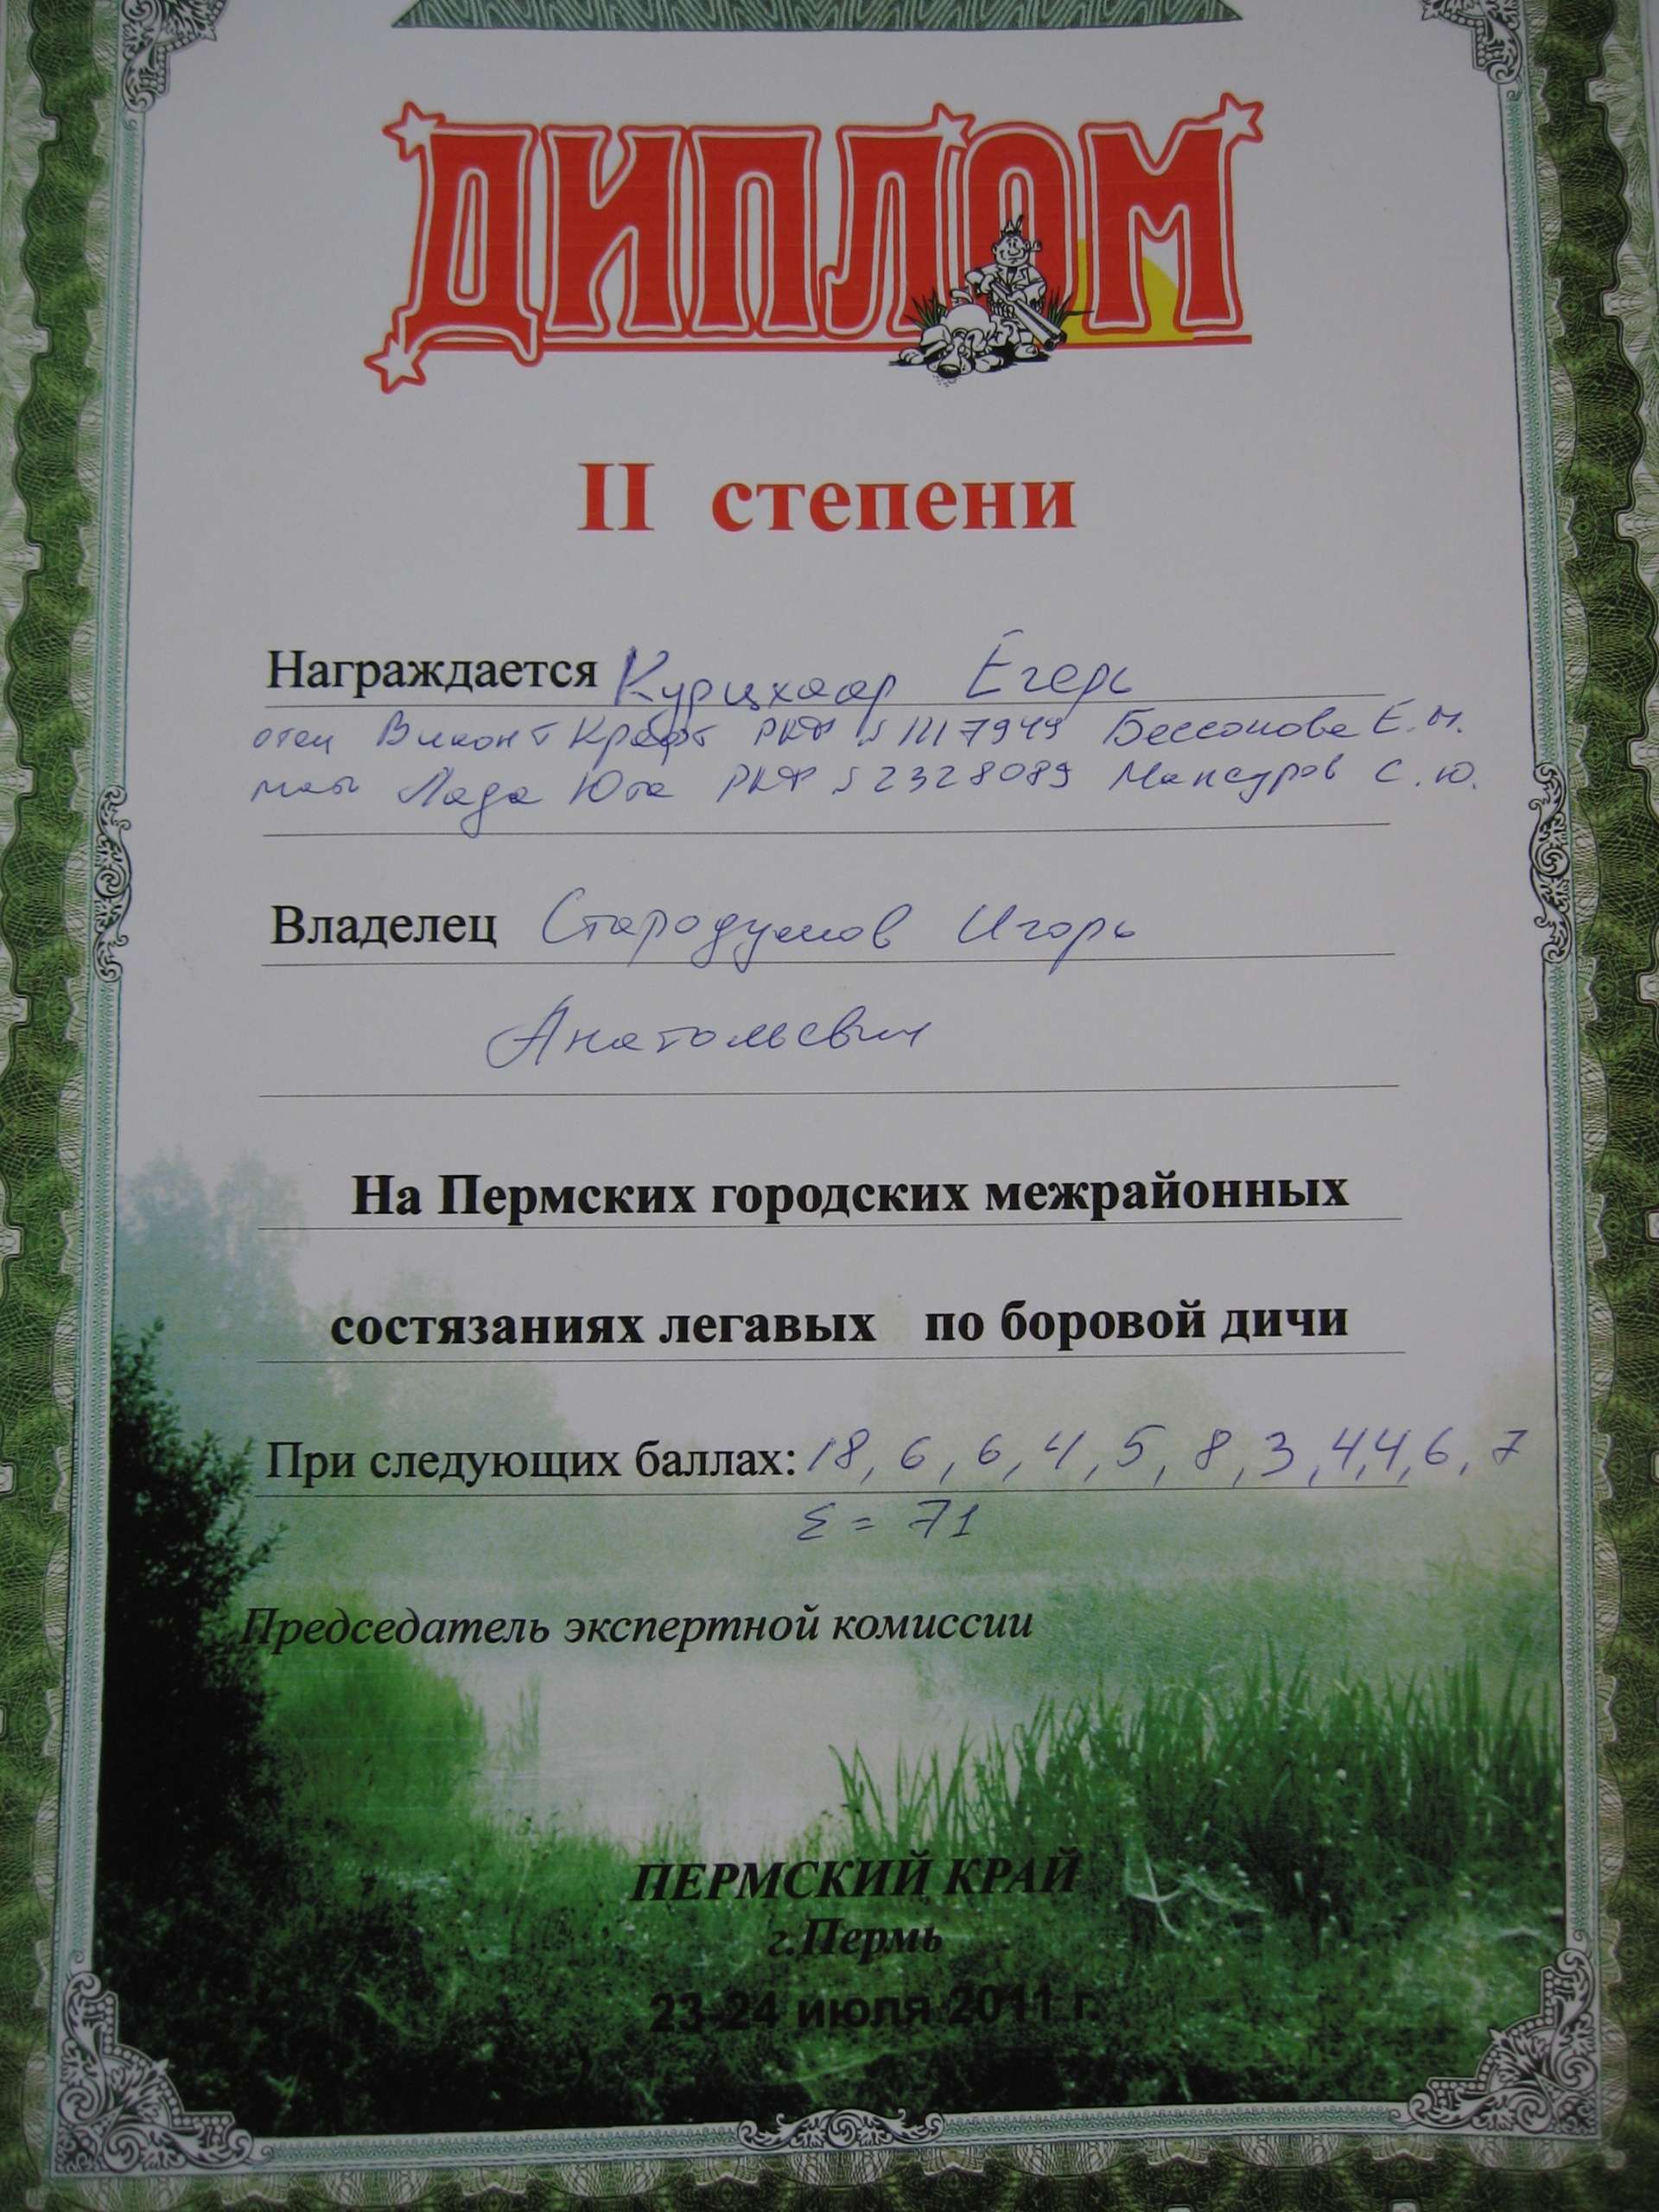 ДИПЛОМ
II степени
Награждается Курцхаар Егерь
отец Виконт Крафт РКФ 1117949 Бессонова Е.М.
мать Лада Юта РКФ 2328089 Мансуров С.Ю.
Владелец Стародумов Игорь
Анатольевич
На Пермских городских межрайонных
состязаниях легавых по боровой дичи
При следующих баллах: 18, 6, 6, 4, 5, 8, 3, 4, 4, 6, 7
Σ = 71
Председатель экспертной комиссии
ПЕРМСКИЙ КРАЙ
г.Пермь
23-24 июля 2011 г.